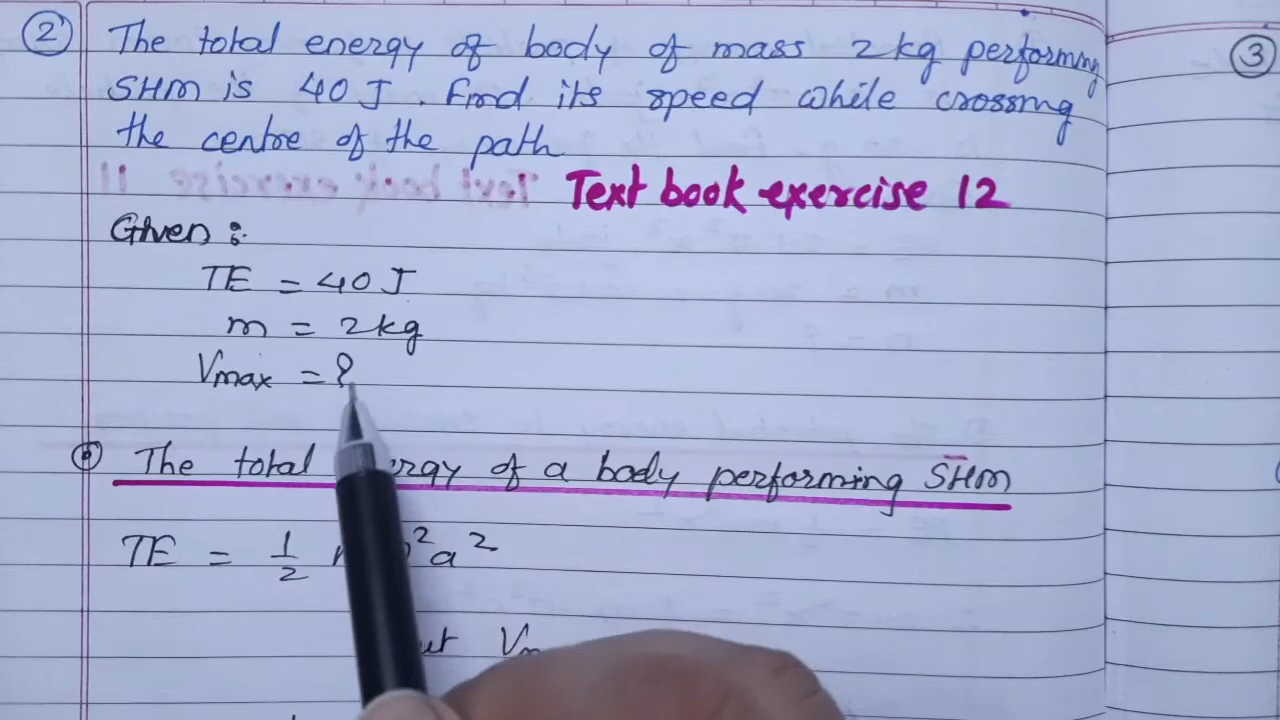 2
The total energy of body of mass 2 kg performing
SHM is 40 J. Find its speed while crossing
the centre of the path
Text book exercise 12
Given :
TE = 40 J
m = 2 kg
Vmax = ?
The total of a body performing SHM
TE = 1/2 ²a²
3